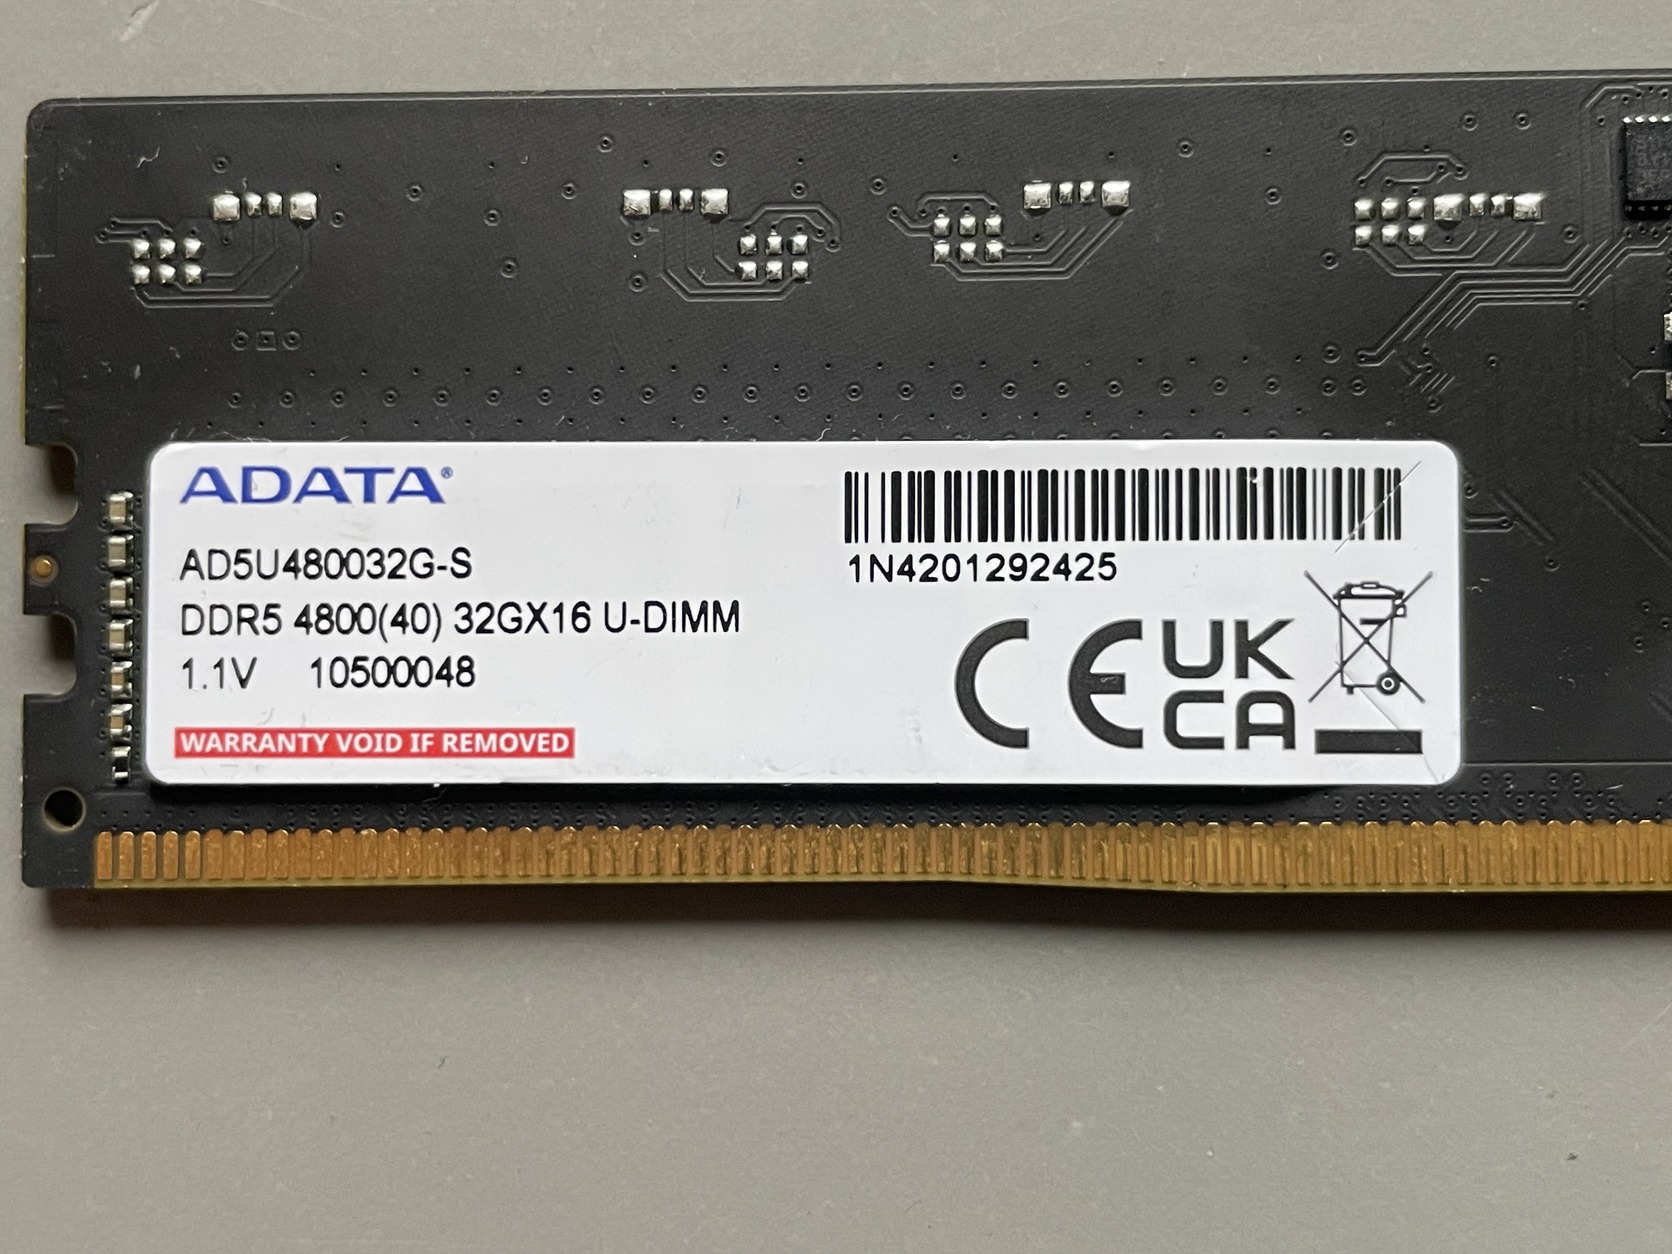 ADATA®
AD5U480032G-S
DDR5 4800(40) 32GX16 U-DIMM
1.1V 10500048
WARRANTY VOID IF REMOVED
1N4201292425
CE UK
CA